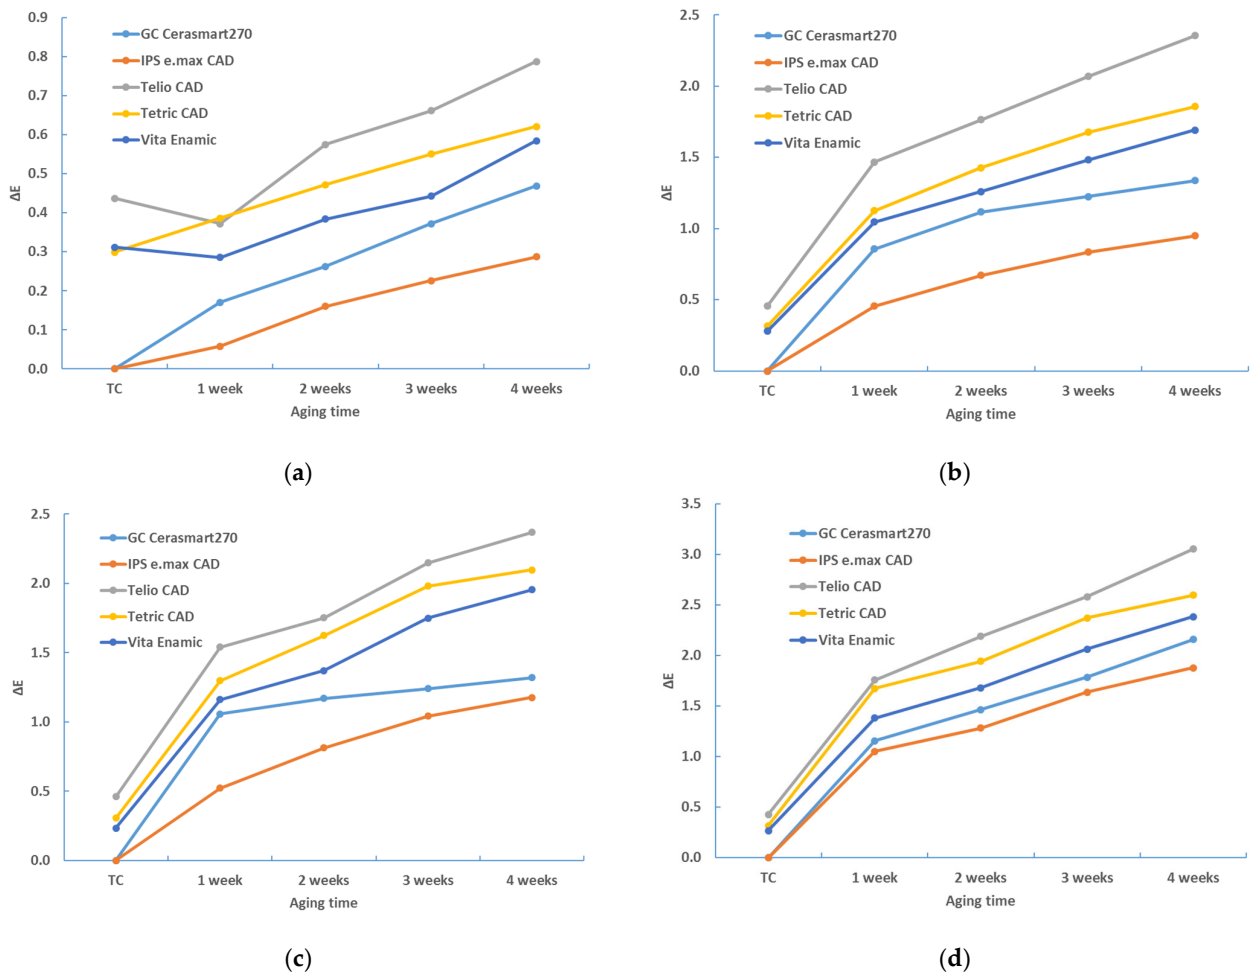 0.9
0.8
0.7
0.6
0.5
0.4
0.3
0.2
0.1
0.0
ΔE
GC Cerasmart270
IPS e.max CAD
Telio CAD
Tetric CAD
Vita Enamic
TC
1 week
2 weeks
3 weeks
4 weeks
Aging time
(a)
2.5
2.0
1.5
1.0
0.5
0.0
ΔE
GC Cerasmart270
IPS e.max CAD
Telio CAD
Tetric CAD
Vita Enamic
TC
1 week
2 weeks
3 weeks
4 weeks
Aging time
(b)
2.5
2.0
1.5
1.0
0.5
0.0
ΔE
GC Cerasmart270
IPS e.max CAD
Telio CAD
Tetric CAD
Vita Enamic
TC
1 week
2 weeks
3 weeks
4 weeks
Aging time
(c)
3.5
3.0
2.5
2.0
1.5
1.0
0.5
0.0
ΔE
GC Cerasmart270
IPS e.max CAD
Telio CAD
Tetric CAD
Vita Enamic
TC
1 week
2 weeks
3 weeks
4 weeks
Aging time
(d)